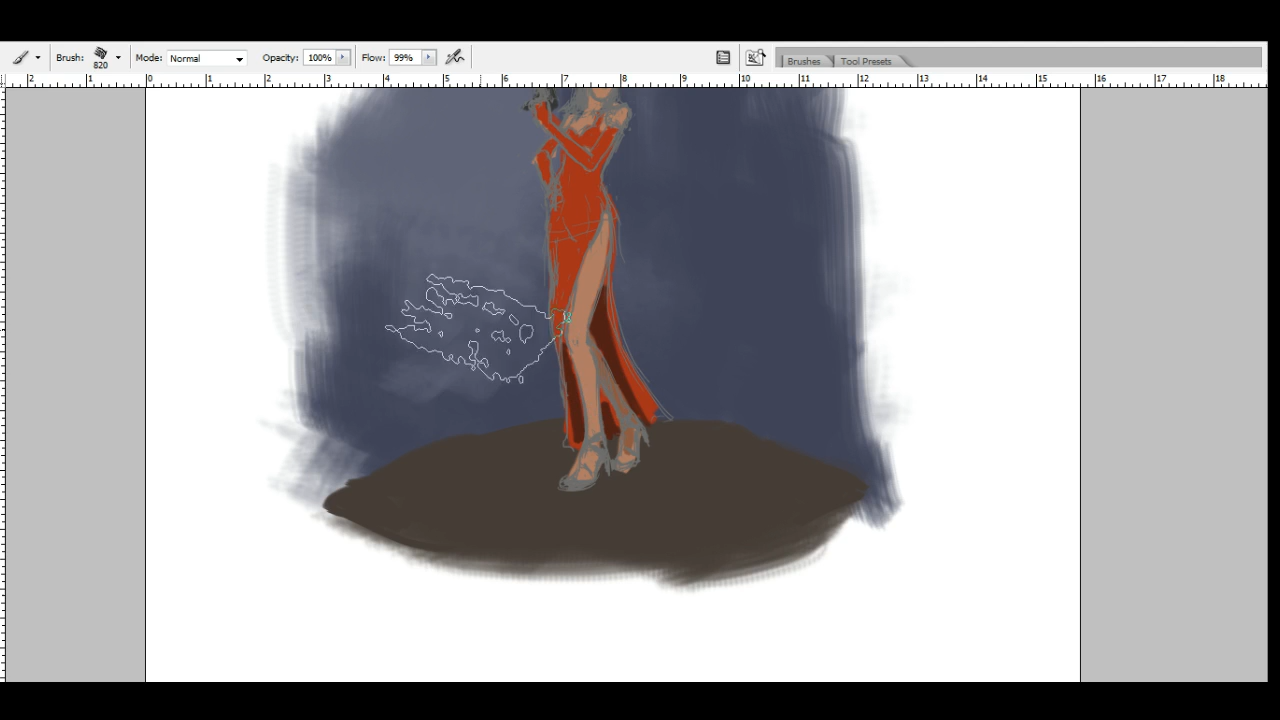 Brush: 820 Mode: Normal Opacity: 100% Flow: 99% Brushes Tool Presets
2 1 0 1 2 3 4 5 6 7 8 9 10 11 12 13 14 15 16 17 18